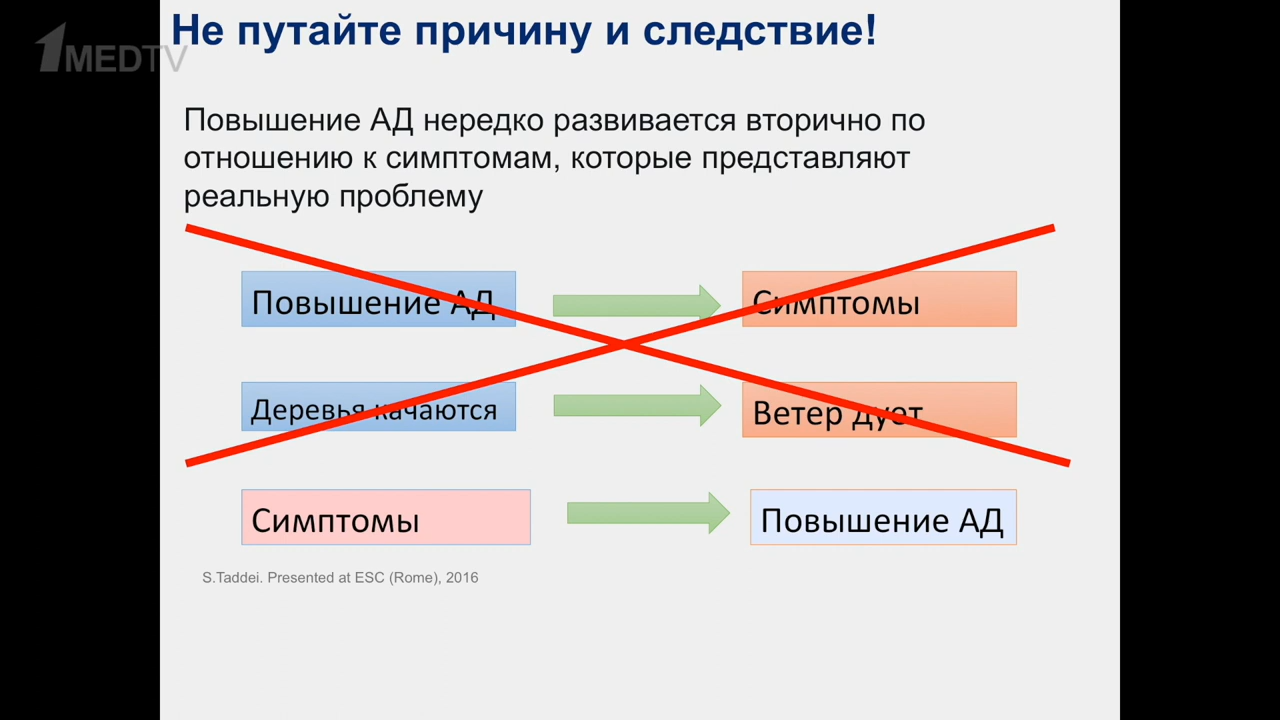 Не путайте причину и следствие!
1MEDTV
Повышение АД нередко развивается вторично по
отношению к симптомам, которые представляют
реальную проблему
Повышение АД
Симптомы
Деревья качаются
Ветер дует
Симптомы
Повышение АД
S.Taddei. Presented at ESC (Rome), 2016